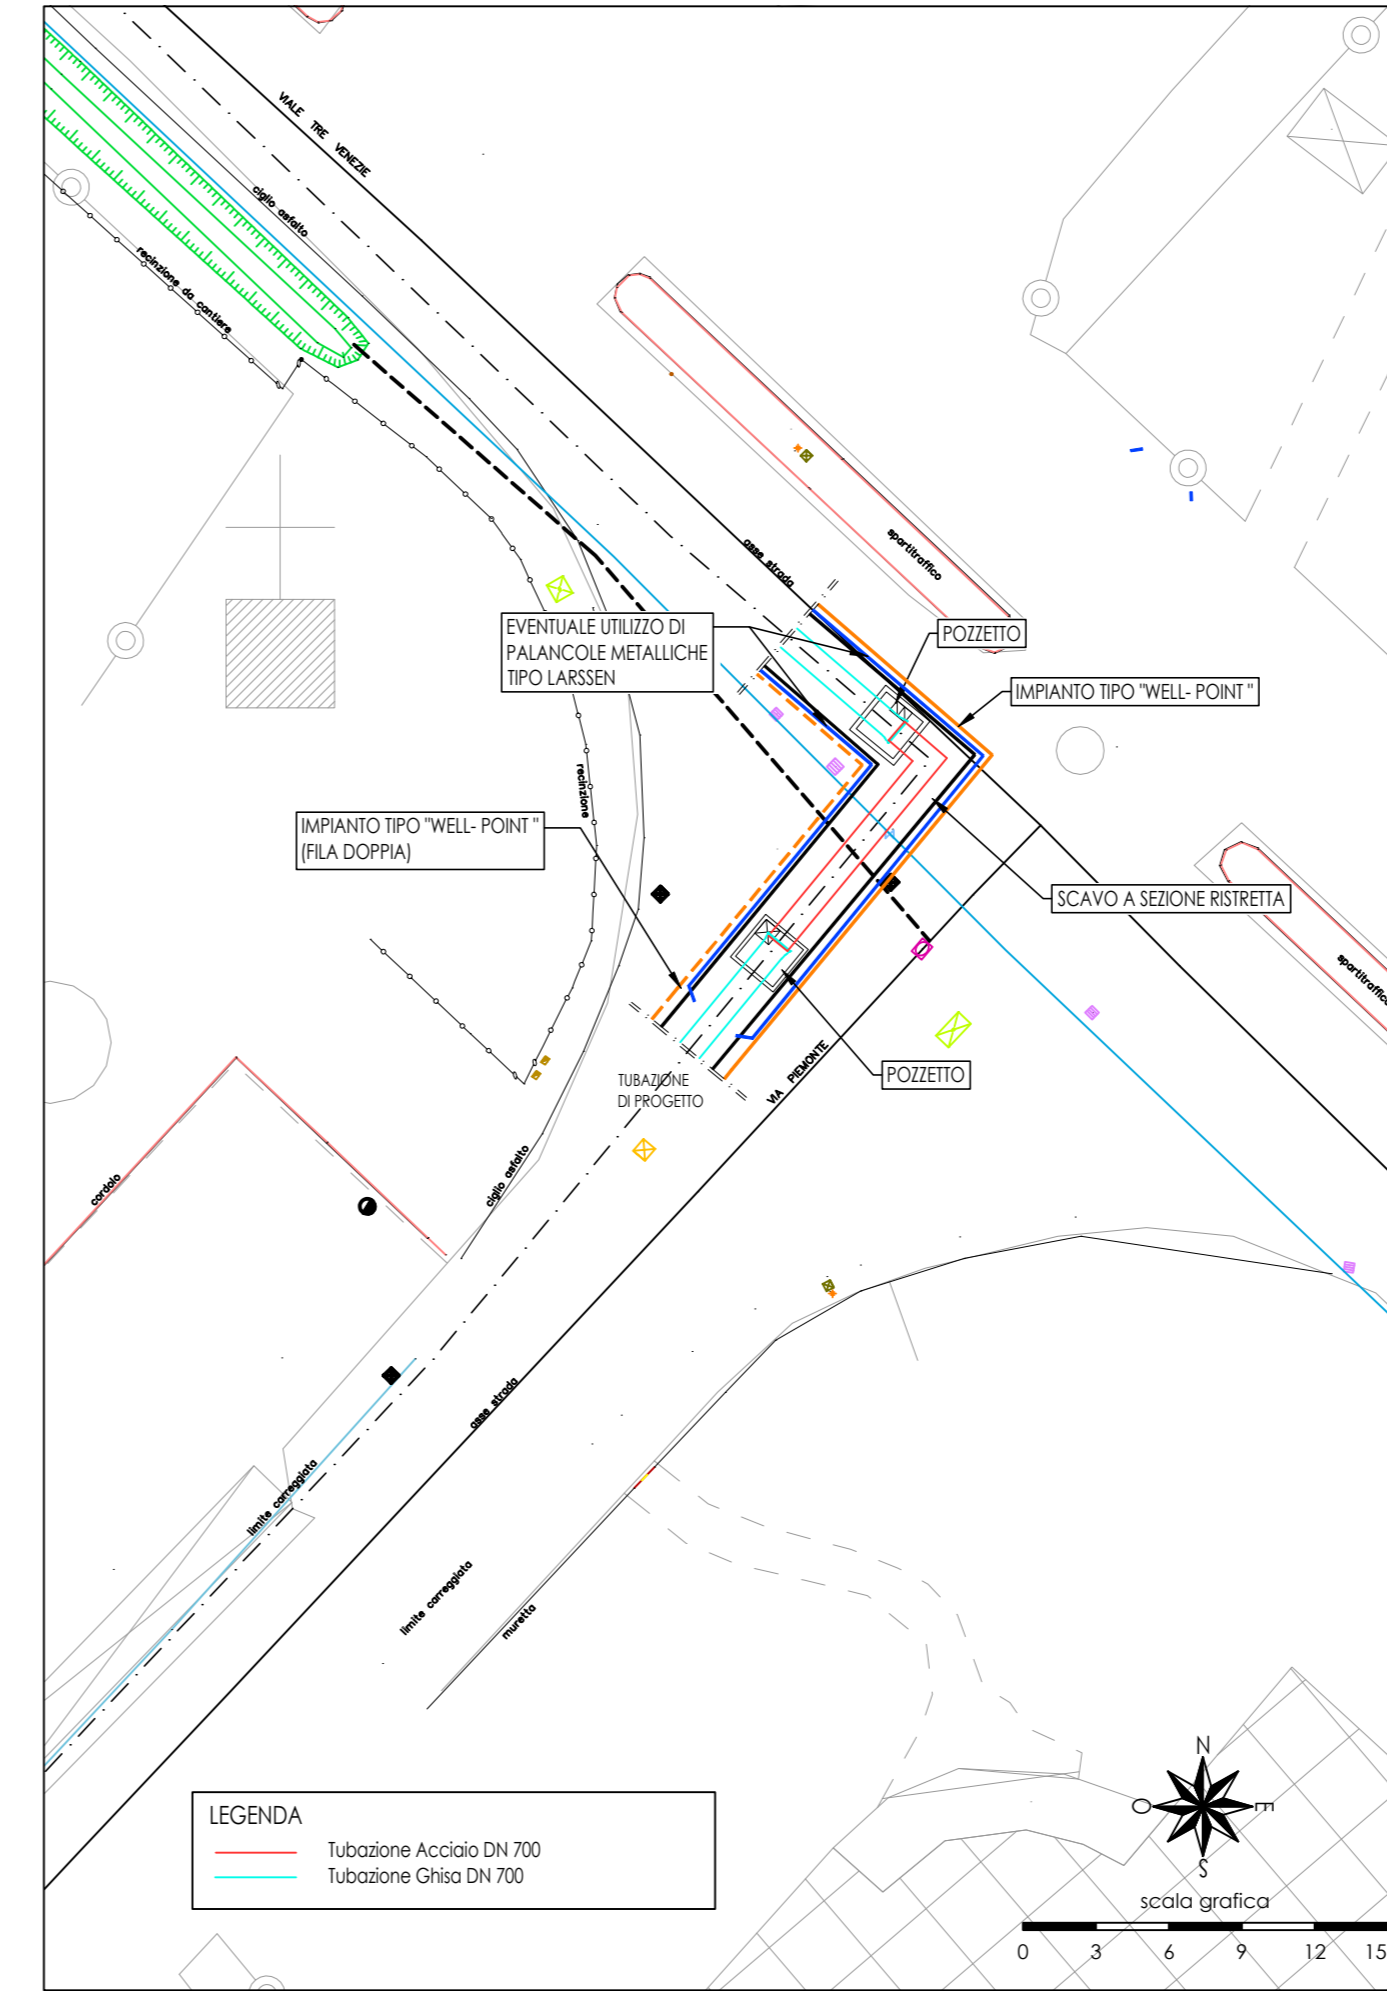 VIALE TRE VENEZIE
ciglio asfalto
recinzione da cantiere
spartitraffico
asse strada
EVENTUALE UTILIZZO DI
PALANCOLE METALLICHE
TIPO LARSSEN
POZZETTO
IMPIANTO TIPO "WELL- POINT "
recinzione
IMPIANTO TIPO "WELL- POINT "
(FILA DOPPIA)
SCAVO A SEZIONE RISTRETTA
spartitraffico
TUBAZIONE
DI PROGETTO
VIA PIEMONTE
POZZETTO
cordolo
ciglio asfalto
asse strada
limite carreggiata
limite carreggiata
muretta
LEGENDA
Tubazione Acciaio DN 700
Tubazione Ghisa DN 700
N
O
E
S
scala grafica
0 3 6 9 12 15